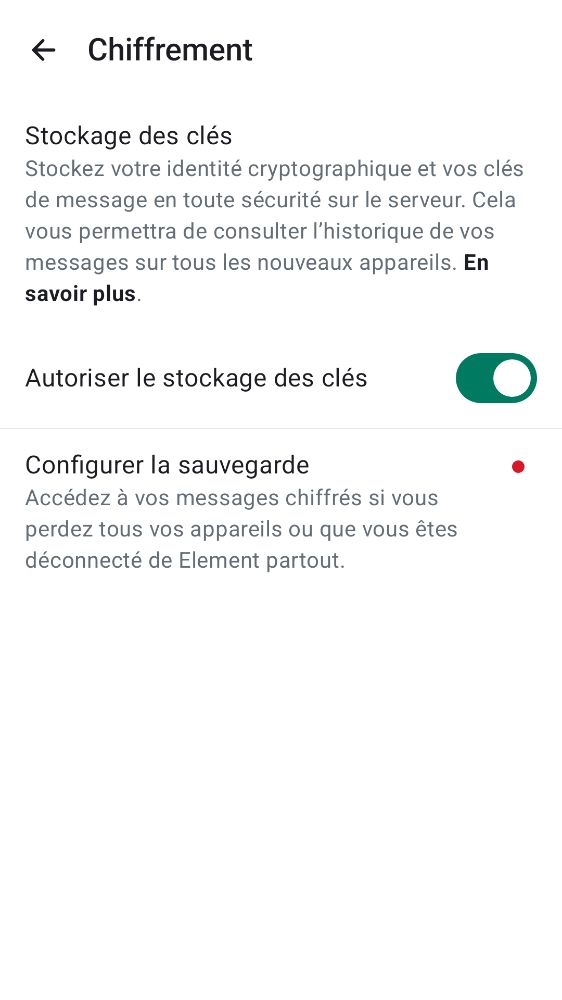 Chiffrement
Stockage des clés
Stockez votre identité cryptographique et vos clés
de message en toute sécurité sur le serveur. Cela
vous permettra de consulter l’historique de vos
messages sur tous les nouveaux appareils. En
savoir plus.
Autoriser le stockage des clés
Configurer la sauvegarde
Accédez à vos messages chiffrés si vous
perdez tous vos appareils ou que vous êtes
déconnecté de Element partout.